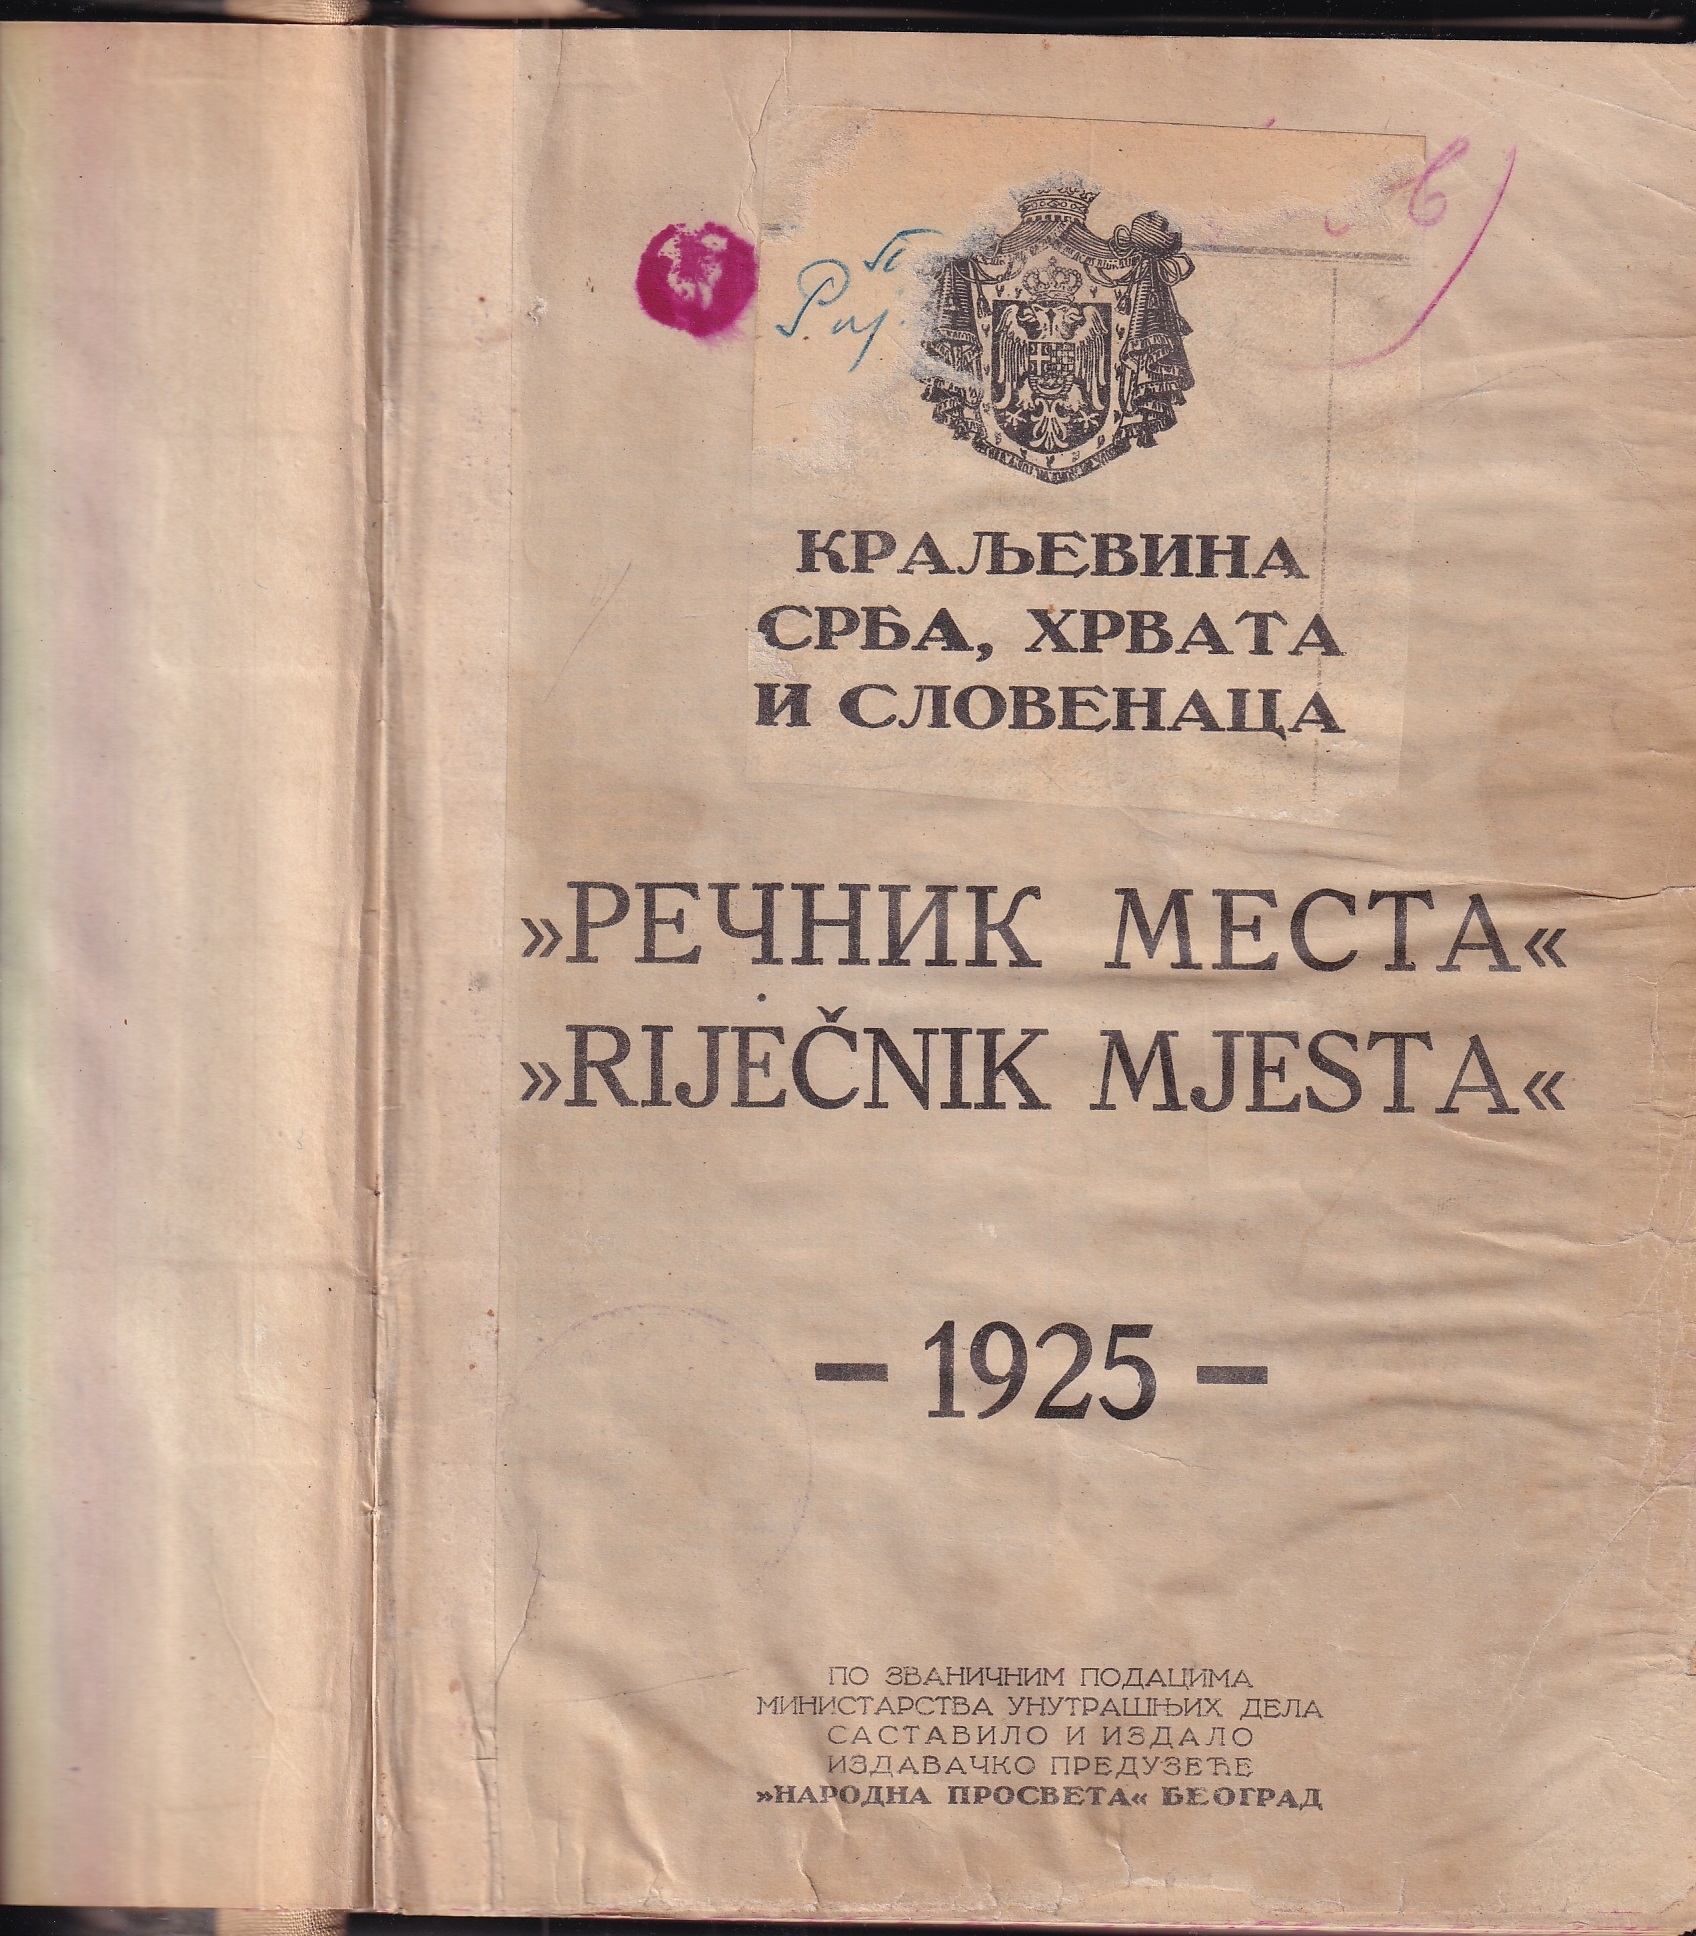 КРАЉЕВИНА
СРБА, ХРВАТА
И СЛОВЕНАЦА
»РЕЧНИК МЕСТА«
»RIJEČNIK MJESTA«
– 1925 –
ПО ЗВАНИЧНИМ ПОДАЦИМА
МИНИСТАРСТВА УНУТРАШЊИХ ДЕЛА
САСТАВИЛО И ИЗДАЛО
ИЗДАВАЧКО ПРЕДУЗЕЋЕ
»НАРОДНА ПРОСВЕТА« БЕОГРАД